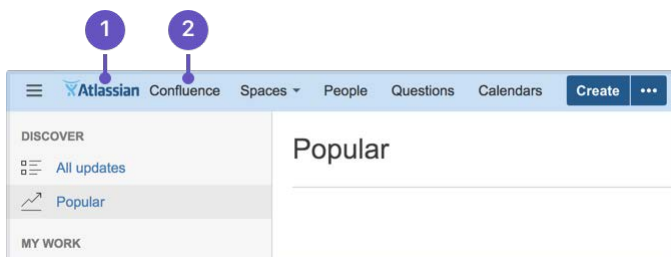 1 2
Atlassian Confluence Spaces People Questions Calendars Create ...
DISCOVER
Popular
All updates
Popular
MY WORK